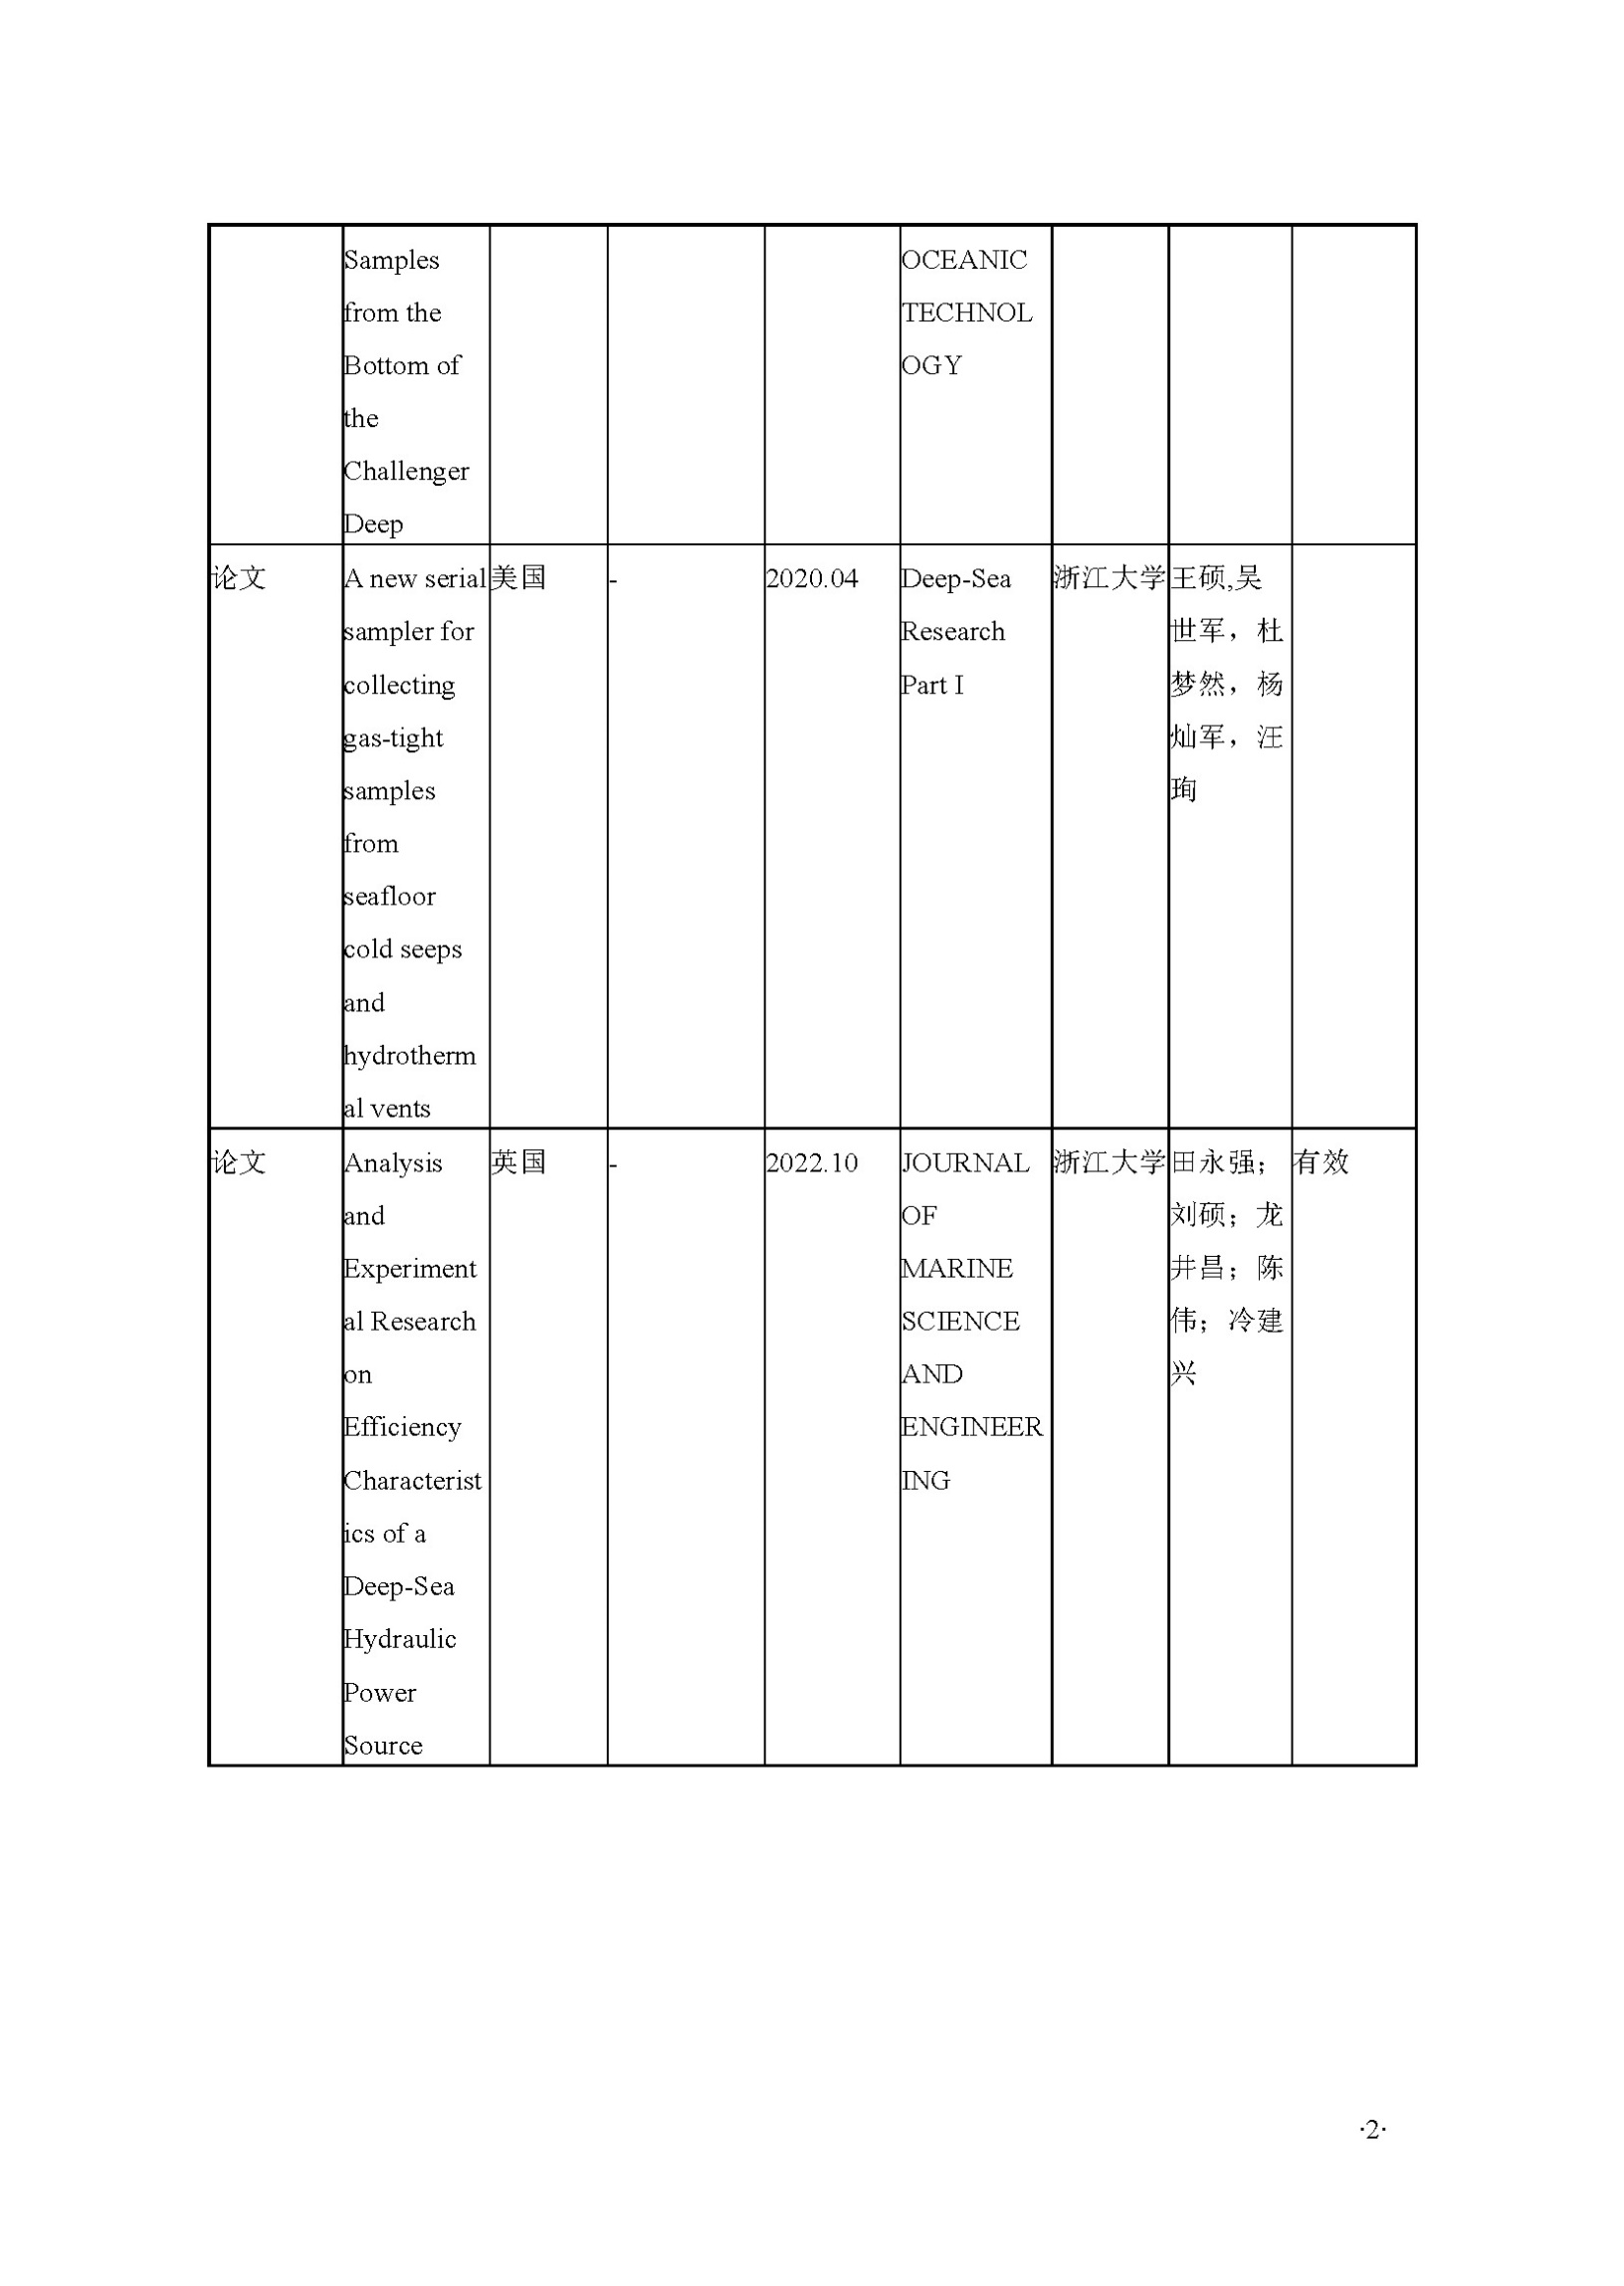 Samples
from the
Bottom of
the
Challenger
Deep
OCEANIC
TECHNOL
OGY
论文
A new serial
sampler for
collecting
gas-tight
samples
from
seafloor
cold seeps
and
hydrotherm
al vents
美国
-
2020.04
Deep-Sea
Research
Part I
浙江大学
王硕,吴
世军，杜
梦然，杨
灿军，汪
珣
论文
Analysis
and
Experiment
al Research
on
Efficiency
Characterist
ics of a
Deep-Sea
Hydraulic
Power
Source
英国
-
2022.10
JOURNAL
OF
MARINE
SCIENCE
AND
ENGINEER
ING
浙江大学
田永强；
刘硕；龙
井昌；陈
伟；冷建
兴
有效
·2·